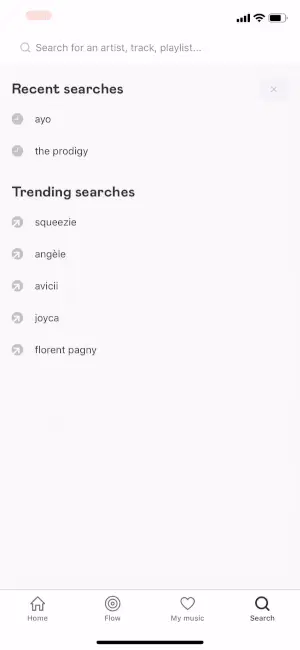 Search for an artist, track, playlist...
Recent searches
ayo
the prodigy
Trending searches
squeezie
angèle
avicii
joyca
florent pagny
Home
Flow
My music
Search